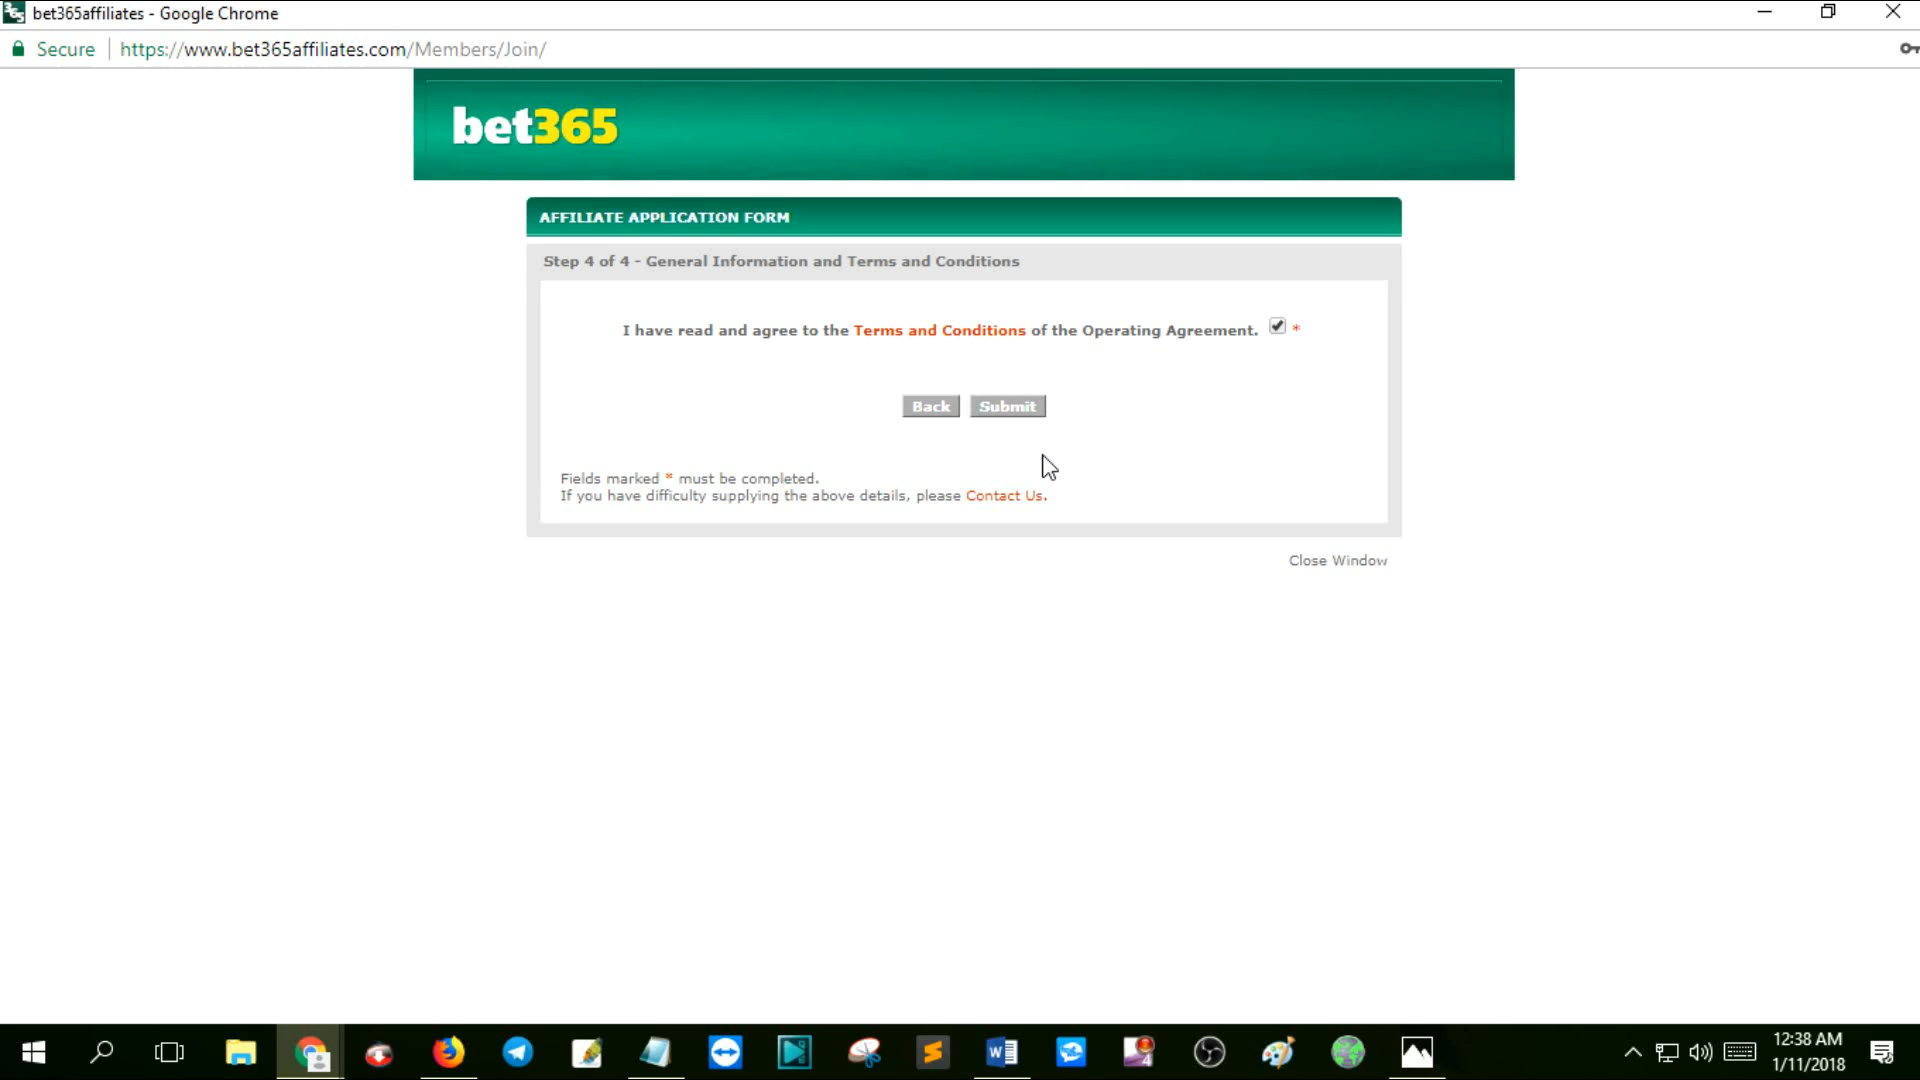 bet365affiliates - Google Chrome
Secure https://www.bet365affiliates.com/Members/Join/
bet365
AFFILIATE APPLICATION FORM
Step 4 of 4 - General Information and Terms and Conditions
I have read and agree to the Terms and Conditions of the Operating Agreement. *
Back Submit
Fields marked * must be completed.
If you have difficulty supplying the above details, please Contact Us.
Close Window
12:38 AM
1/11/2018